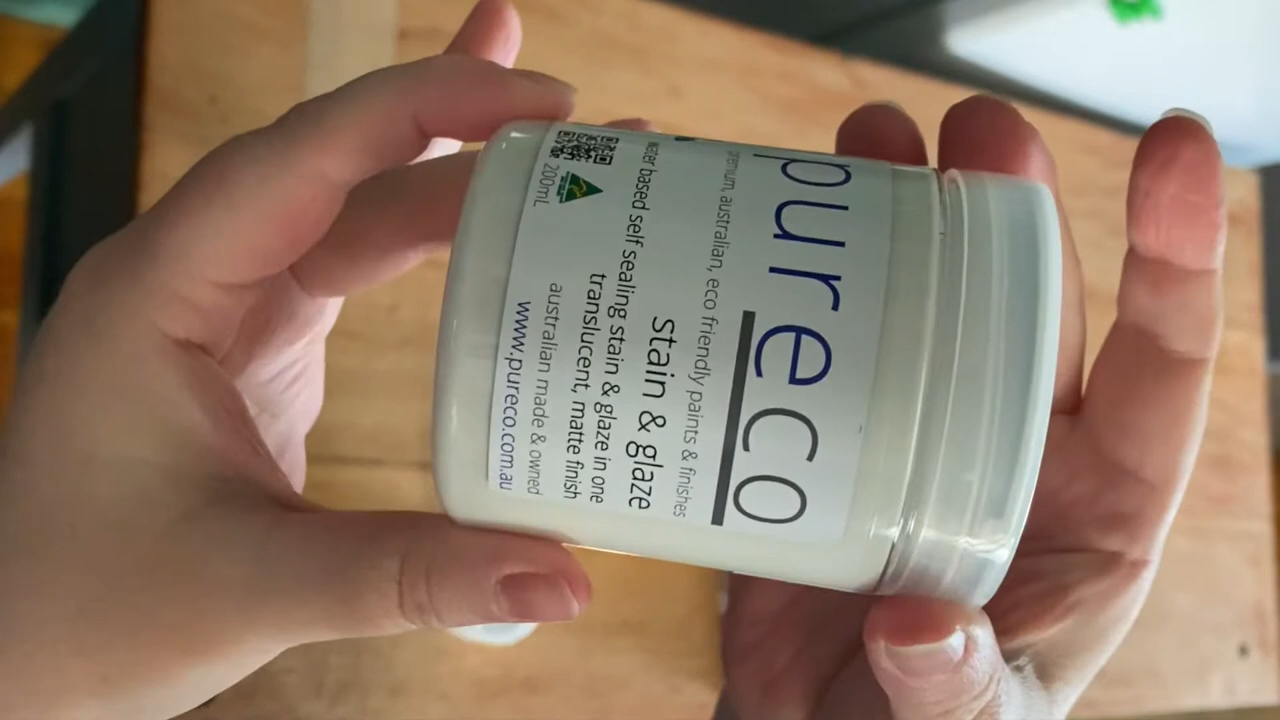 pureco
premium, australian, eco friendly paints & finishes
stain & glaze
water based self sealing stain & glaze in one
translucent, matte finish
australian made & owned
200mL
www.pureco.com.au